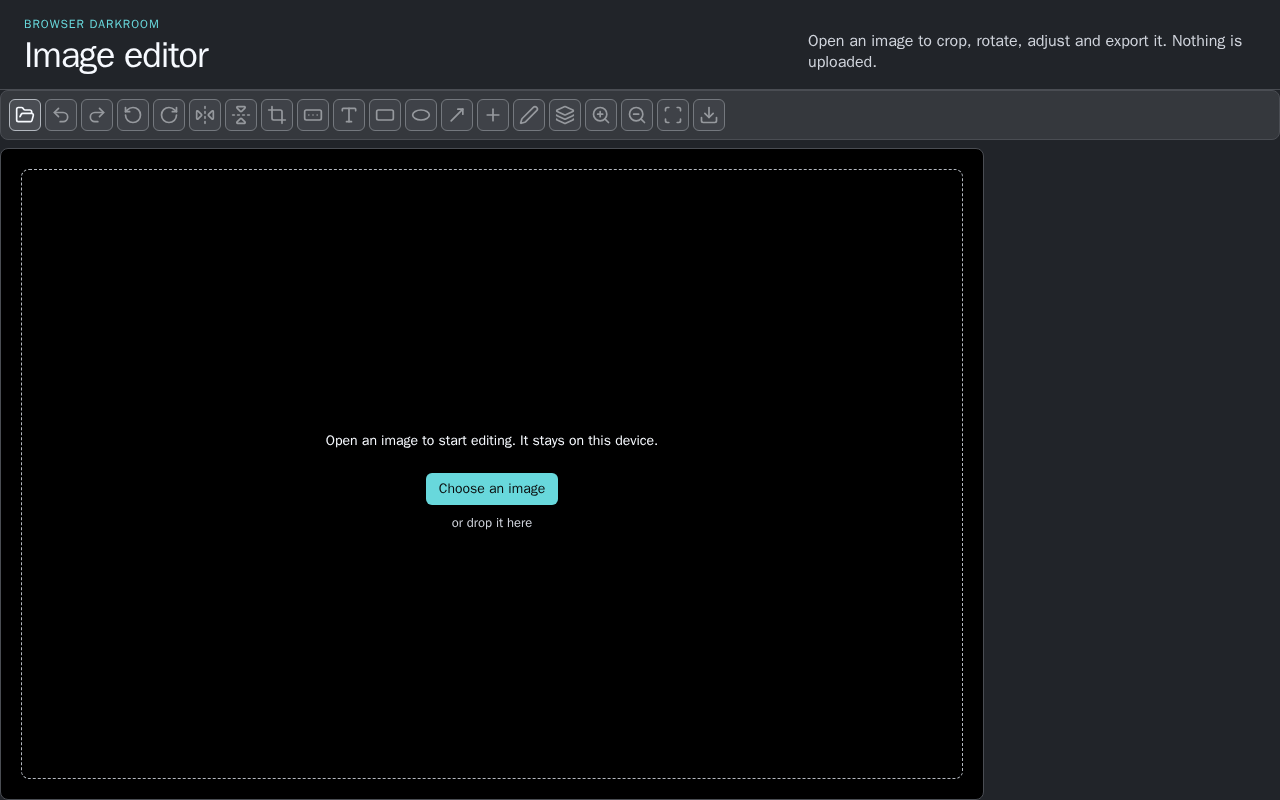 BROWSER DARKROOM
Image editor
Open an image to crop, rotate, adjust and export it. Nothing is
uploaded.
Open an image to start editing. It stays on this device.
Choose an image
or drop it here